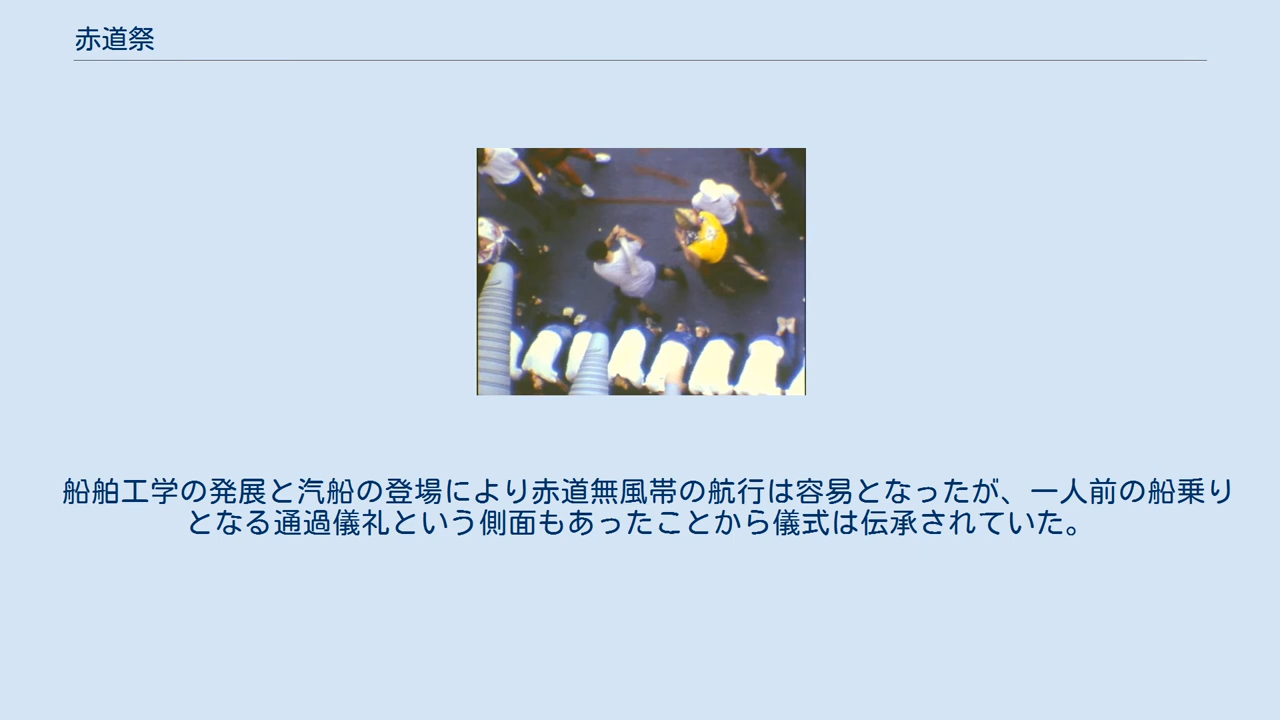 赤道祭
船舶工学の発展と汽船の登場により赤道無風帯の航行は容易となったが、一人前の船乗り
となる通過儀礼という側面もあったことから儀式は伝承されていた。